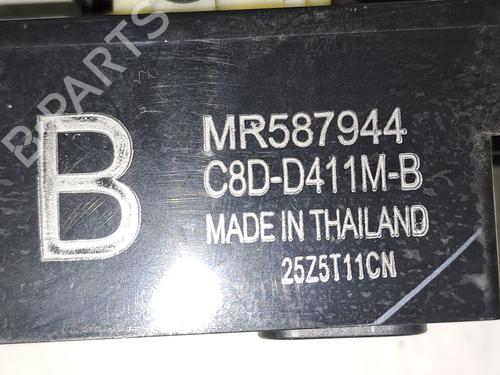 B
MR587944
C8D-D411M-B
MADE IN THAILAND
25Z5T11CN
B-PARTS